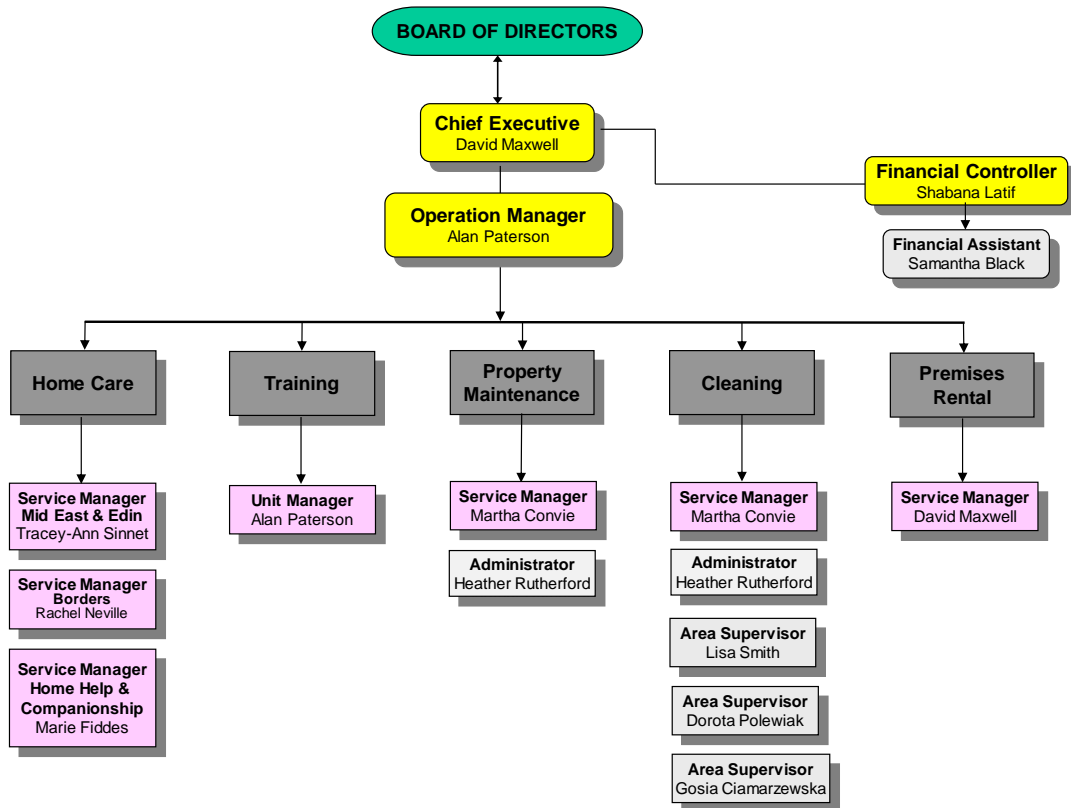 BOARD OF DIRECTORS
Chief Executive
David Maxwell
Financial Controller
Shabana Latif
Operation Manager
Alan Paterson
Financial Assistant
Samantha Black
Home Care
Training
Property
Maintenance
Cleaning
Premises
Rental
Service Manager
Mid East & Edin
Tracey-Ann Sinnet
Service Manager
Borders
Rachel Neville
Service Manager
Home Help &
Companionship
Marie Fiddes
Unit Manager
Alan Paterson
Service Manager
Martha Convie
Administrator
Heather Rutherford
Service Manager
Martha Convie
Administrator
Heather Rutherford
Area Supervisor
Lisa Smith
Area Supervisor
Dorota Polewiak
Area Supervisor
Gosia Ciamarzewska
Service Manager
David Maxwell